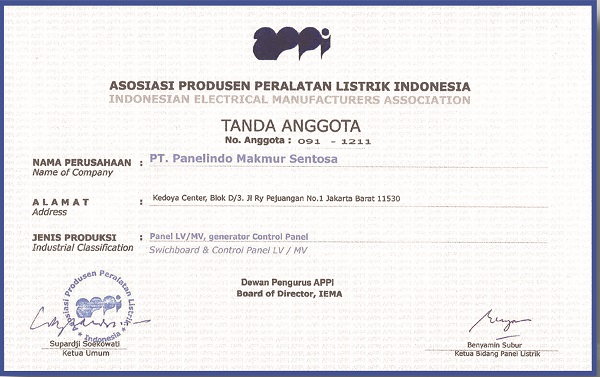 appi
ASOSIASI PRODUSEN PERALATAN LISTRIK INDONESIA
INDONESIAN ELECTRICAL MANUFACTURERS ASSOCIATION
TANDA ANGGOTA
No. Anggota : 091 - 1211
NAMA PERUSAHAAN : PT. Panelindo Makmur Sentosa
Name of Company
A L A M A T : Kedoya Center, Blok D/3. Jl Ry Pejuangan No.1 Jakarta Barat 11530
Address
JENIS PRODUKSI : Panel LV/MV, generator Control Panel
Industrial Classification Swichboard & Control Panel LV / MV
Dewan Pengurus APPI
Board of Director, IEMA
Asosiasi Produsen Peralatan Listrik
appi
Indonesia
Supardji Soekowati
Ketua Umum
Benyamin Subur
Ketua Bidang Panel Listrik